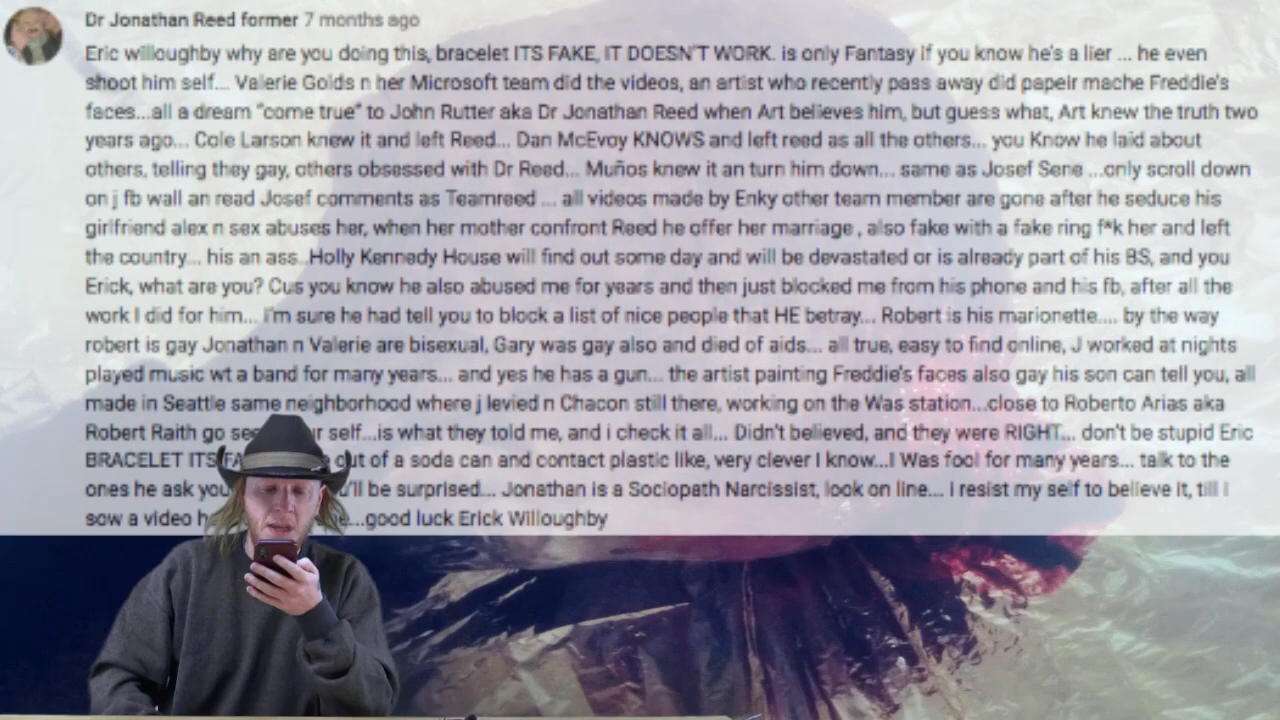 Dr Jonathan Reed former 7 months ago
Eric willoughby why are you doing this, bracelet ITS FAKE, IT DOESN'T WORK. is only Fantasy if you know he's a lier ... he even
shoot him self... Valerie Golds n her Microsoft team did the videos, an artist who recently pass away did papeir mache Freddie's
faces...all a dream "come true" to John Rutter aka Dr Jonathan Reed when Art believes him, but guess what, Art knew the truth two
years ago... Cole Larson knew it and left Reed... Dan McEvoy KNOWS and left reed as all the others... you Know he laid about
others, telling they gay, others obsessed with Dr Reed... Muños knew it an turn him down... same as Josef Sene ...only scroll down
on j fb wall an read Josef comments as Teamreed ... all videos made by Enky other team member are gone after he seduce his
girlfriend alex n sex abuses her, when her mother confront Reed he offer her marriage , also fake with a fake ring f*k her and left
the country... his an ass..Holly Kennedy House will find out some day and will be devastated or is already part of his BS, and you
Erick, what are you? Cus you know he also abused me for years and then just blocked me from his phone and his fb, after all the
work I did for him... I'm sure he had tell you to block a list of nice people that HE betray... Robert is his marionette.... by the way
robert is gay Jonathan n Valerie are bisexual, Gary was gay also and died of aids... all true, easy to find online, J worked at nights
played music wt a band for many years... and yes he has a gun... the artist painting Freddie's faces also gay his son can tell you, all
made in Seattle same neighborhood where j levied n Chacon still there, working on the Was station...close to Roberto Arias aka
Robert Raith go self...is what they told me, and i check it all... Didn't believed, and they were RIGHT... don't be stupid Eric
BRACELET ITS out of a soda can and contact plastic like, very clever I know...I Was fool for many years... talk to the
ones he ask be surprised... Jonathan is a Sociopath Narcissist, look on line... I resist my self to believe it, till I
sow a video ...good luck Erick Willoughby